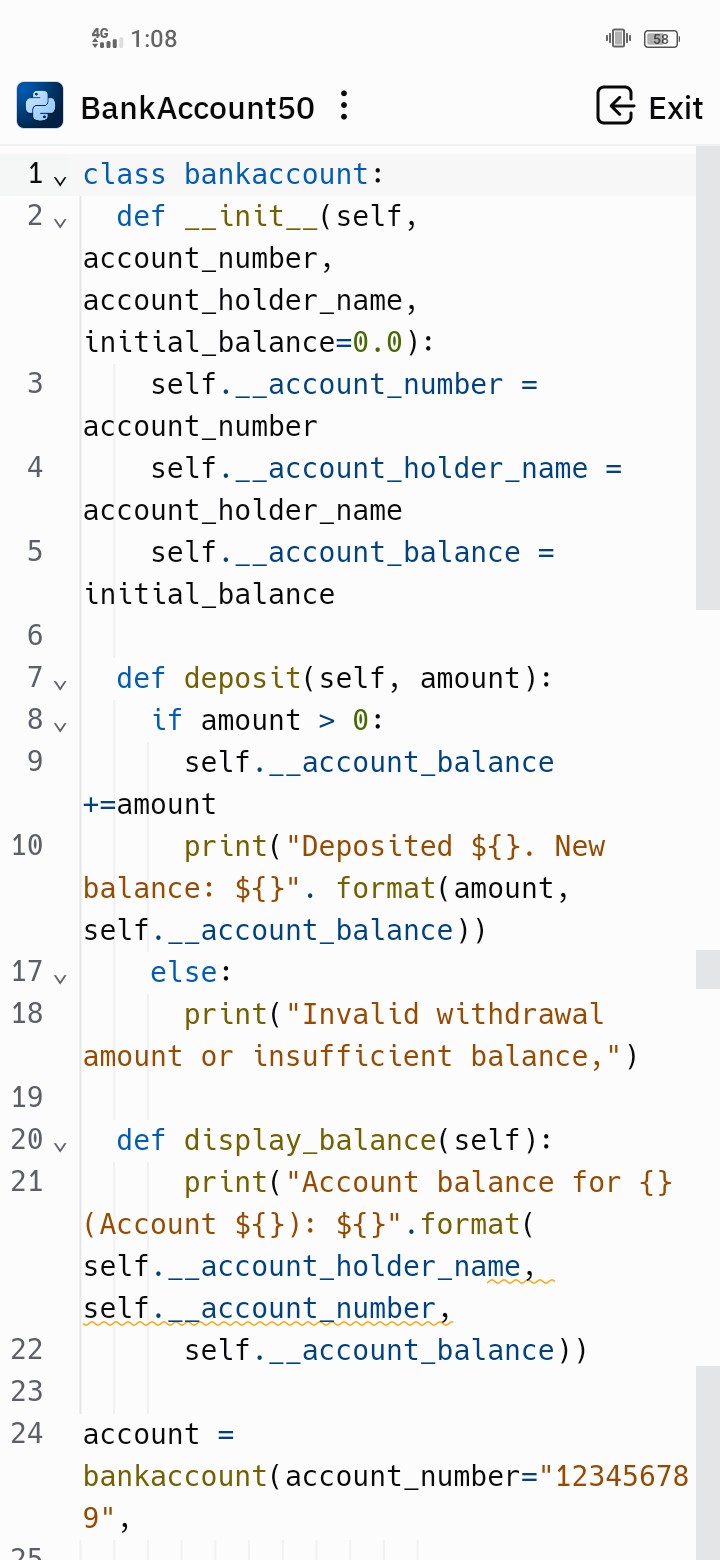 4G 1:08 58
BankAccount50 Exit
1 class bankaccount:
2 def __init__(self,
account_number,
account_holder_name,
initial_balance=0.0):
3 self.__account_number =
account_number
4 self.__account_holder_name =
account_holder_name
5 self.__account_balance =
initial_balance
6
7 def deposit(self, amount):
8 if amount > 0:
9 self.__account_balance
+=amount
10 print("Deposited ${}. New
balance: ${}". format(amount,
self.__account_balance))
17 else:
18 print("Invalid withdrawal
amount or insufficient balance,")
19
20 def display_balance(self):
21 print("Account balance for {}
(Account ${}): ${}".format(
self.__account_holder_name,
self.__account_number,
22 self.__account_balance))
23
24 account =
bankaccount(account_number="12345678
9",
25